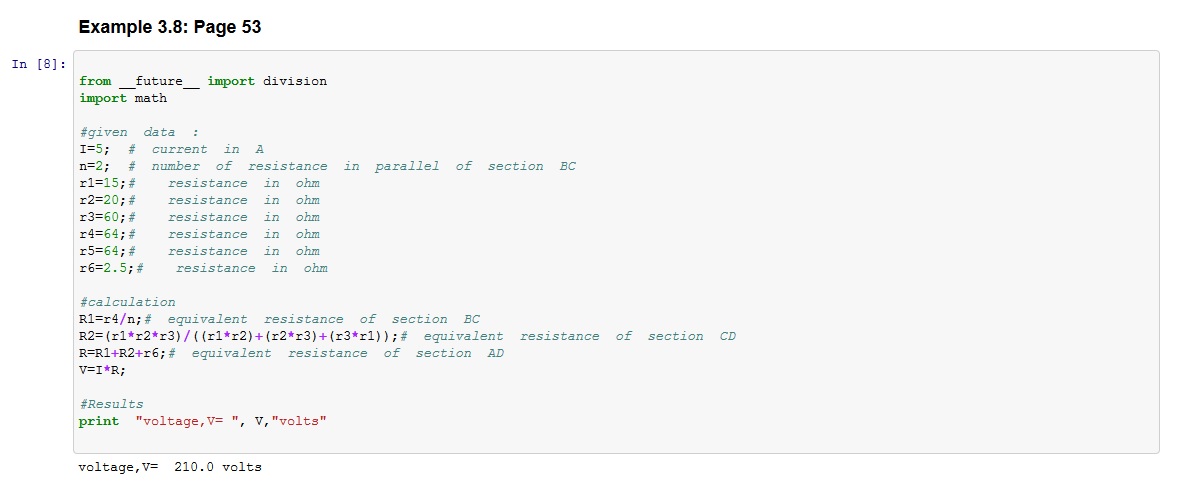 Example 3.8: Page 53
In [8]:
from __future__ import division
import math
#given data :
I=5; # current in A
n=2; # number of resistance in parallel of section BC
r1=15;# resistance in ohm
r2=20;# resistance in ohm
r3=60;# resistance in ohm
r4=64;# resistance in ohm
r5=64;# resistance in ohm
r6=2.5;# resistance in ohm
#calculation
R1=r4/n;# equivalent resistance of section BC
R2=(r1*r2*r3)/((r1*r2)+(r2*r3)+(r3*r1));# equivalent resistance of section CD
R=R1+R2+r6;# equivalent resistance of section AD
V=I*R;
#Results
print "voltage,V= ", V,"volts"
voltage,V= 210.0 volts